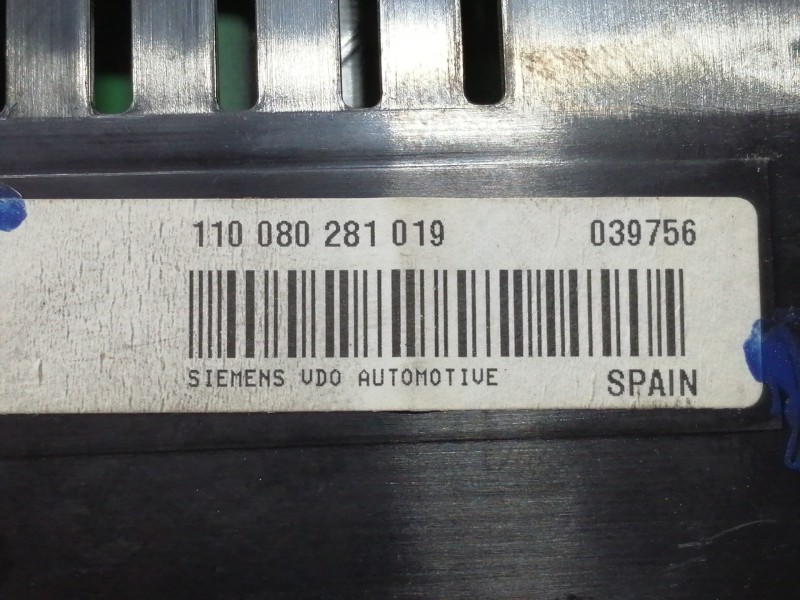 110 080 281 019 039756
SIEMENS VDO AUTOMOTIVE SPAIN